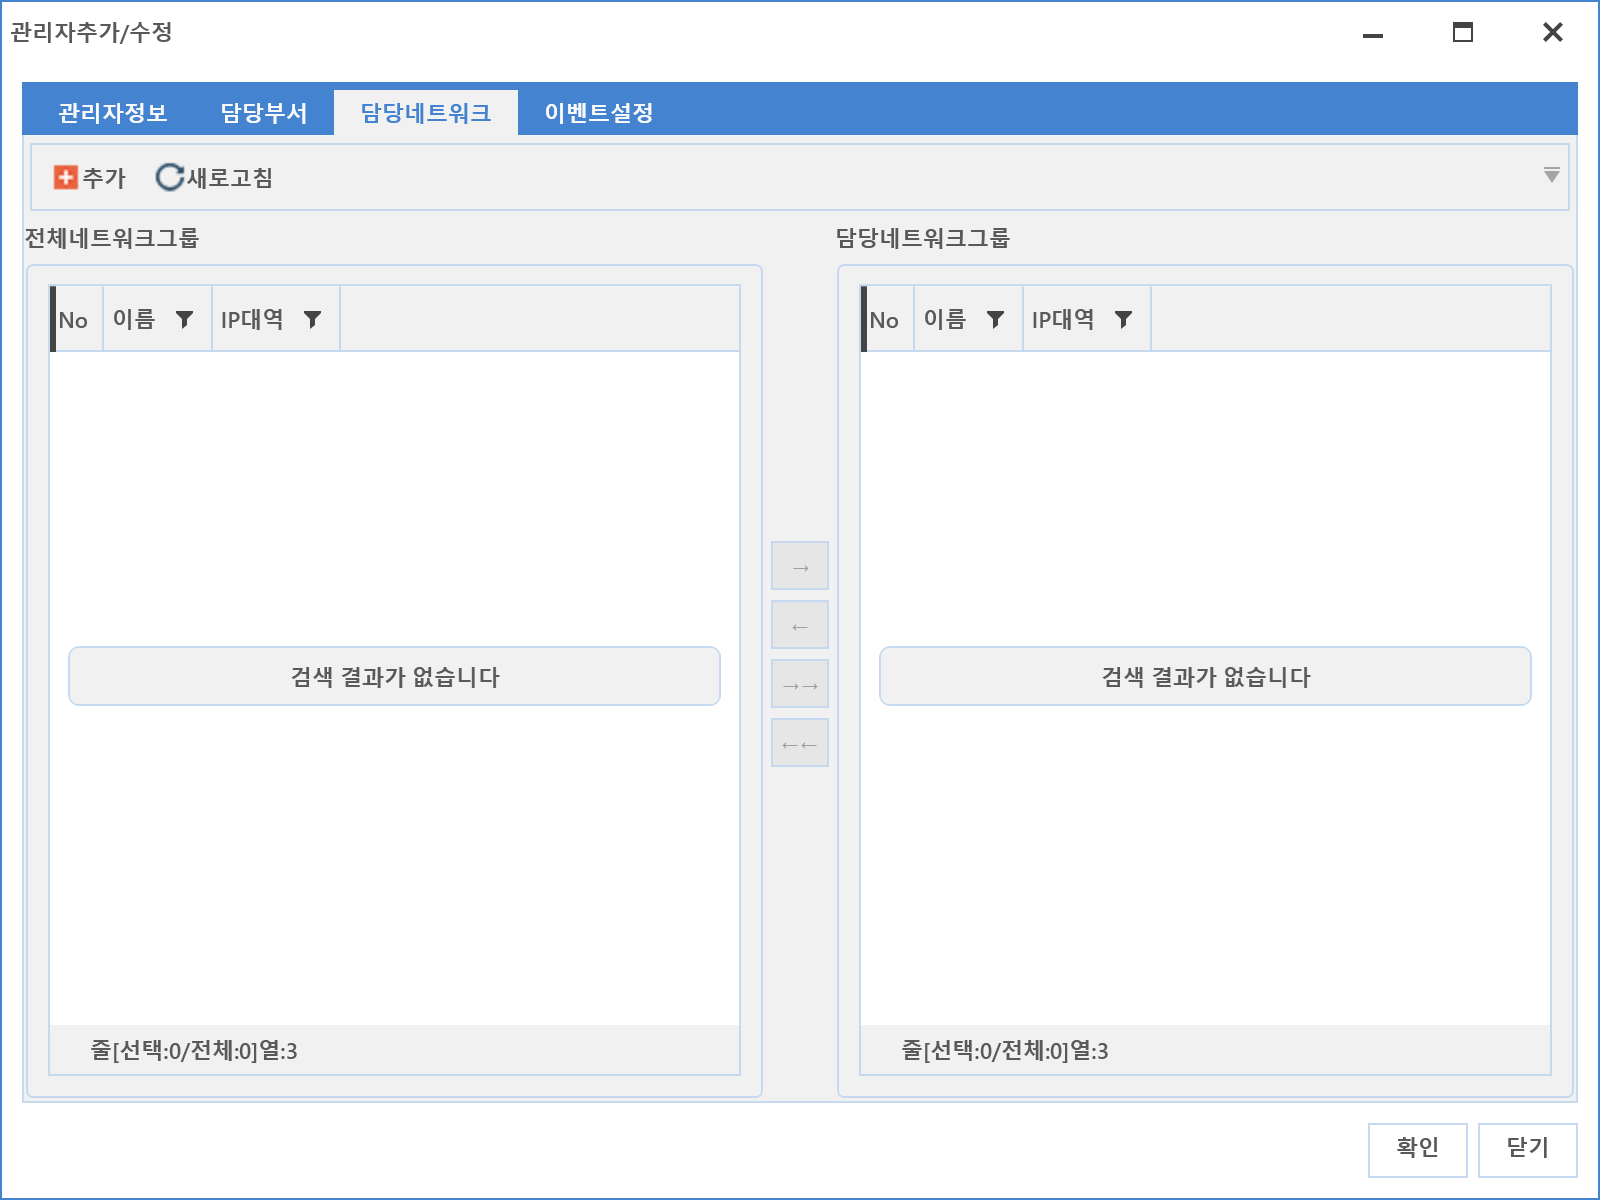 관리자추가/수정
관리자정보 담당부서 담당네트워크 이벤트설정
추가 새로고침
전체네트워크그룹
No 이름 IP대역
검색 결과가 없습니다
줄[선택:0/전체:0]열:3
→
←
→→
←←
담당네트워크그룹
No 이름 IP대역
검색 결과가 없습니다
줄[선택:0/전체:0]열:3
확인 닫기